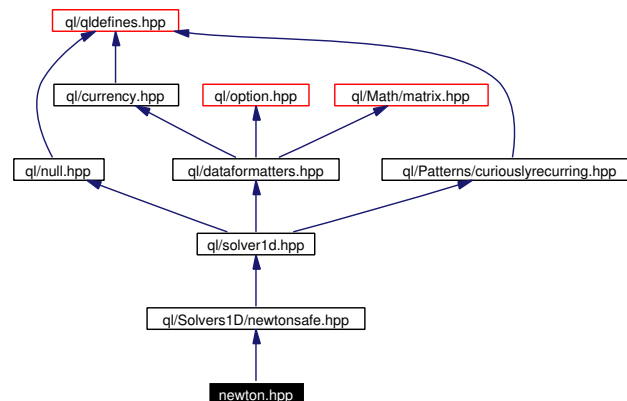 ql/qldefines.hpp
ql/currency.hpp
ql/option.hpp
ql/Math/matrix.hpp
ql/null.hpp
ql/dataformatters.hpp
ql/Patterns/curiouslyrecurring.hpp
ql/solver1d.hpp
ql/Solvers1D/newtonsafe.hpp
newton.hpp